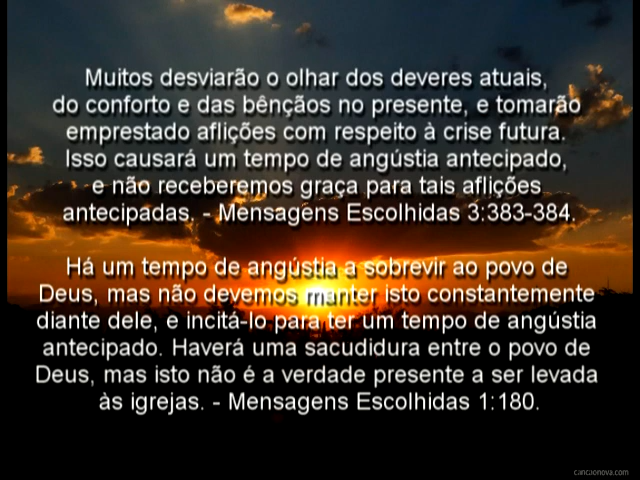 Muitos desviarão o olhar dos deveres atuais,
do conforto e das bênçãos no presente, e tomarão
emprestado aflições com respeito à crise futura.
Isso causará um tempo de angústia antecipado,
e não receberemos graça para tais aflições
antecipadas. - Mensagens Escolhidas 3:383-384.
Há um tempo de angústia a sobrevir ao povo de
Deus, mas não devemos manter isto constantemente
diante dele, e incitá-lo para ter um tempo de angústia
antecipado. Haverá uma sacudidura entre o povo de
Deus, mas isto não é a verdade presente a ser levada
às igrejas. - Mensagens Escolhidas 1:180.
cancaonova.com